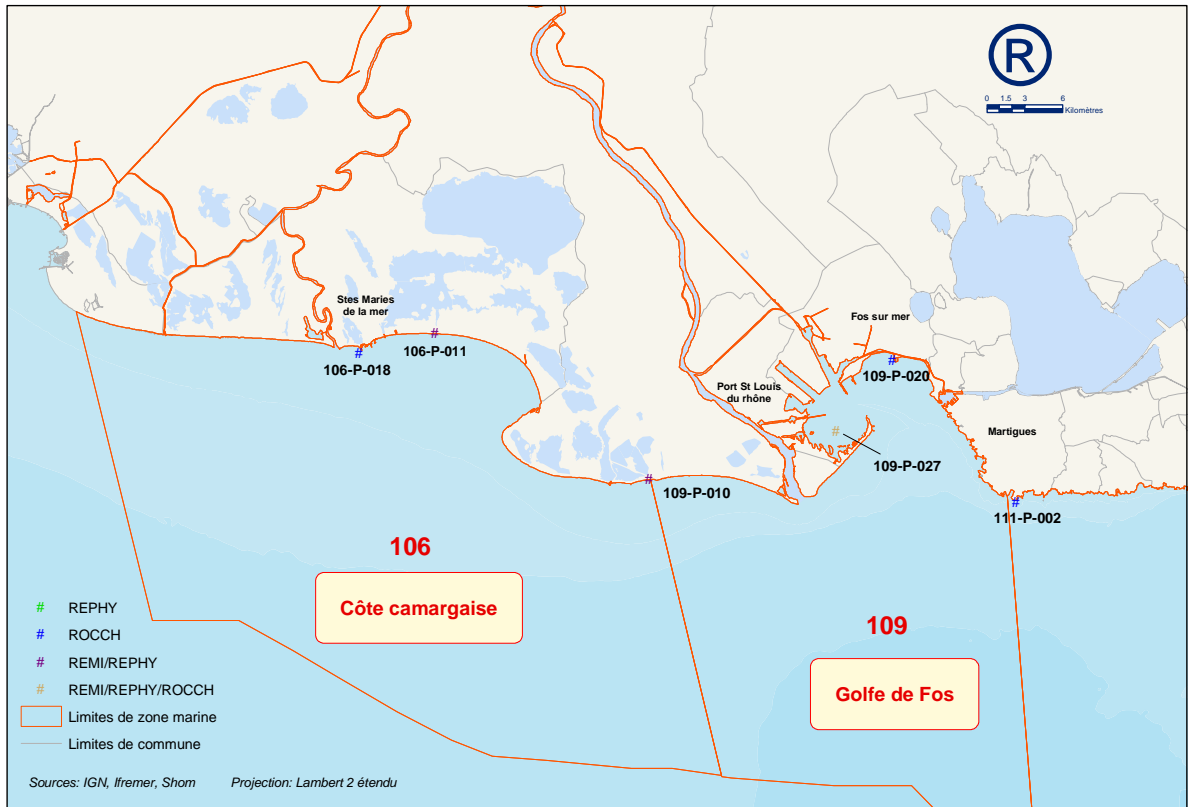 R
0 1.5 3 6
Kilomètres
Stes Maries
de la mer
Fos sur mer
#
106-P-011
#
106-P-018
#
109-P-020
Port St Louis
du rhône
Martigues
#
109-P-027
#
109-P-010
#
111-P-002
106
Côte camargaise
109
Golfe de Fos
# REPHY
# ROCCH
# REMI/REPHY
# REMI/REPHY/ROCCH
Limites de zone marine
Limites de commune
Sources: IGN, Ifremer, Shom Projection: Lambert 2 étendu